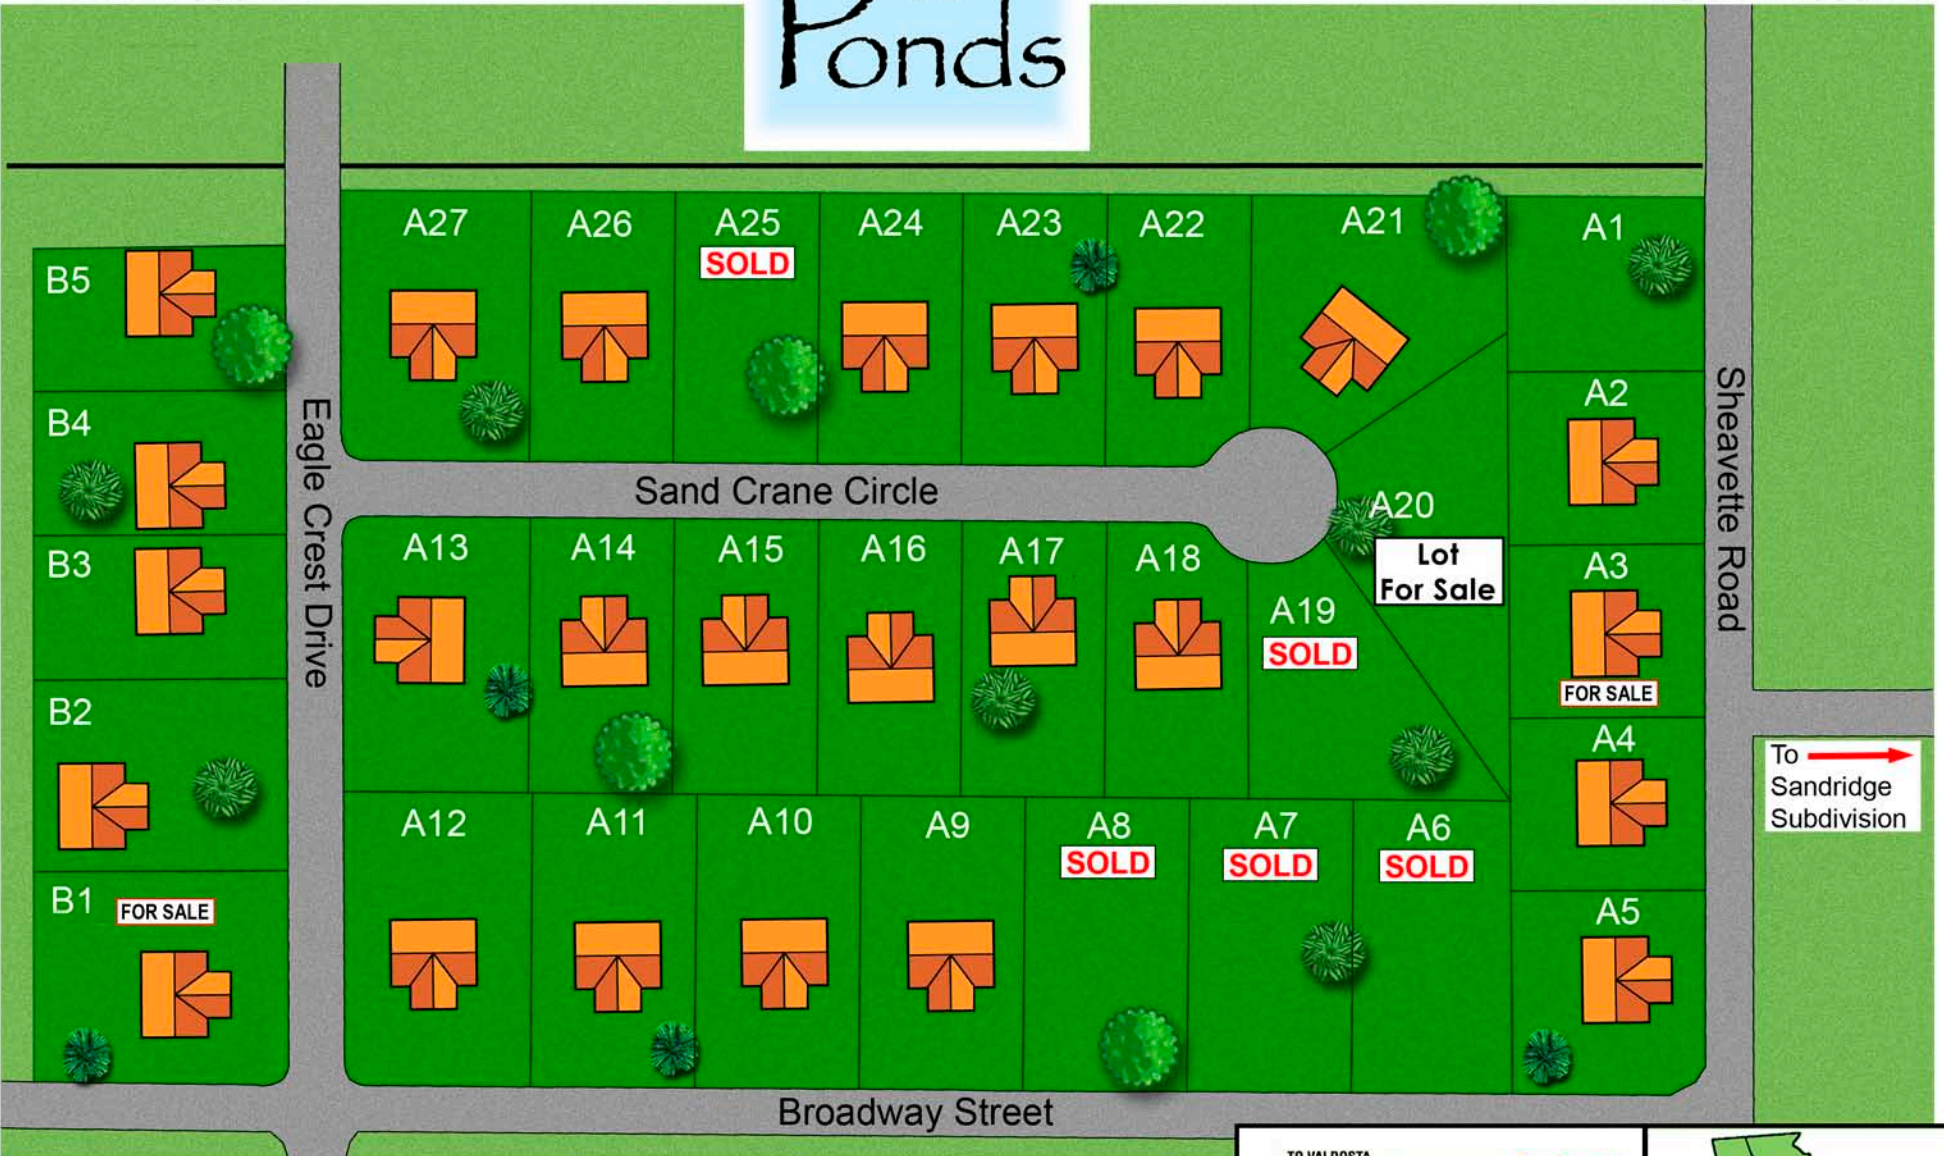 Ponds
A27
A26
A25
SOLD
A24
A23
A22
A21
A1
B5
B4
B3
B2
B1
FOR SALE
Eagle Crest Drive
Sand Crane Circle
A20
Lot
For Sale
A2
A3
FOR SALE
A4
A5
Sheavette Road
A13
A14
A15
A16
A17
A18
A19
SOLD
A12
A11
A10
A9
A8
SOLD
A7
SOLD
A6
SOLD
To
Sandridge
Subdivision
Broadway Street
TO VALDOSTA